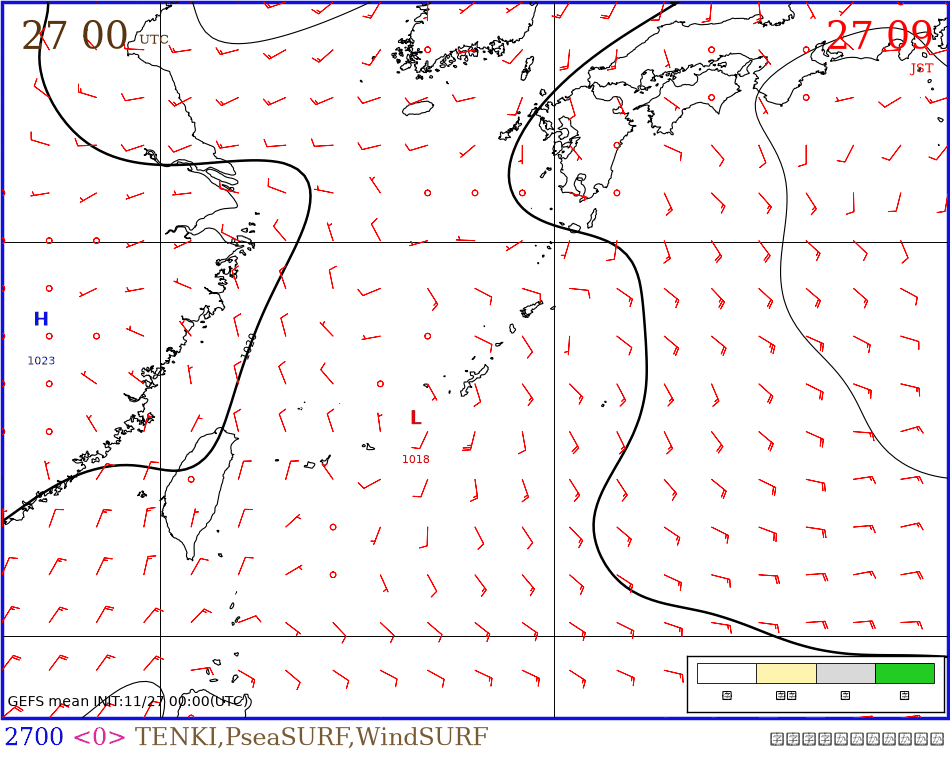 27 00 UTC
27 09
JST
H
1023
1020
L
1018
GEFS mean INIT:11/27 00:00(UTC)
2700 <0> TENKI,PseaSURF,WindSURF